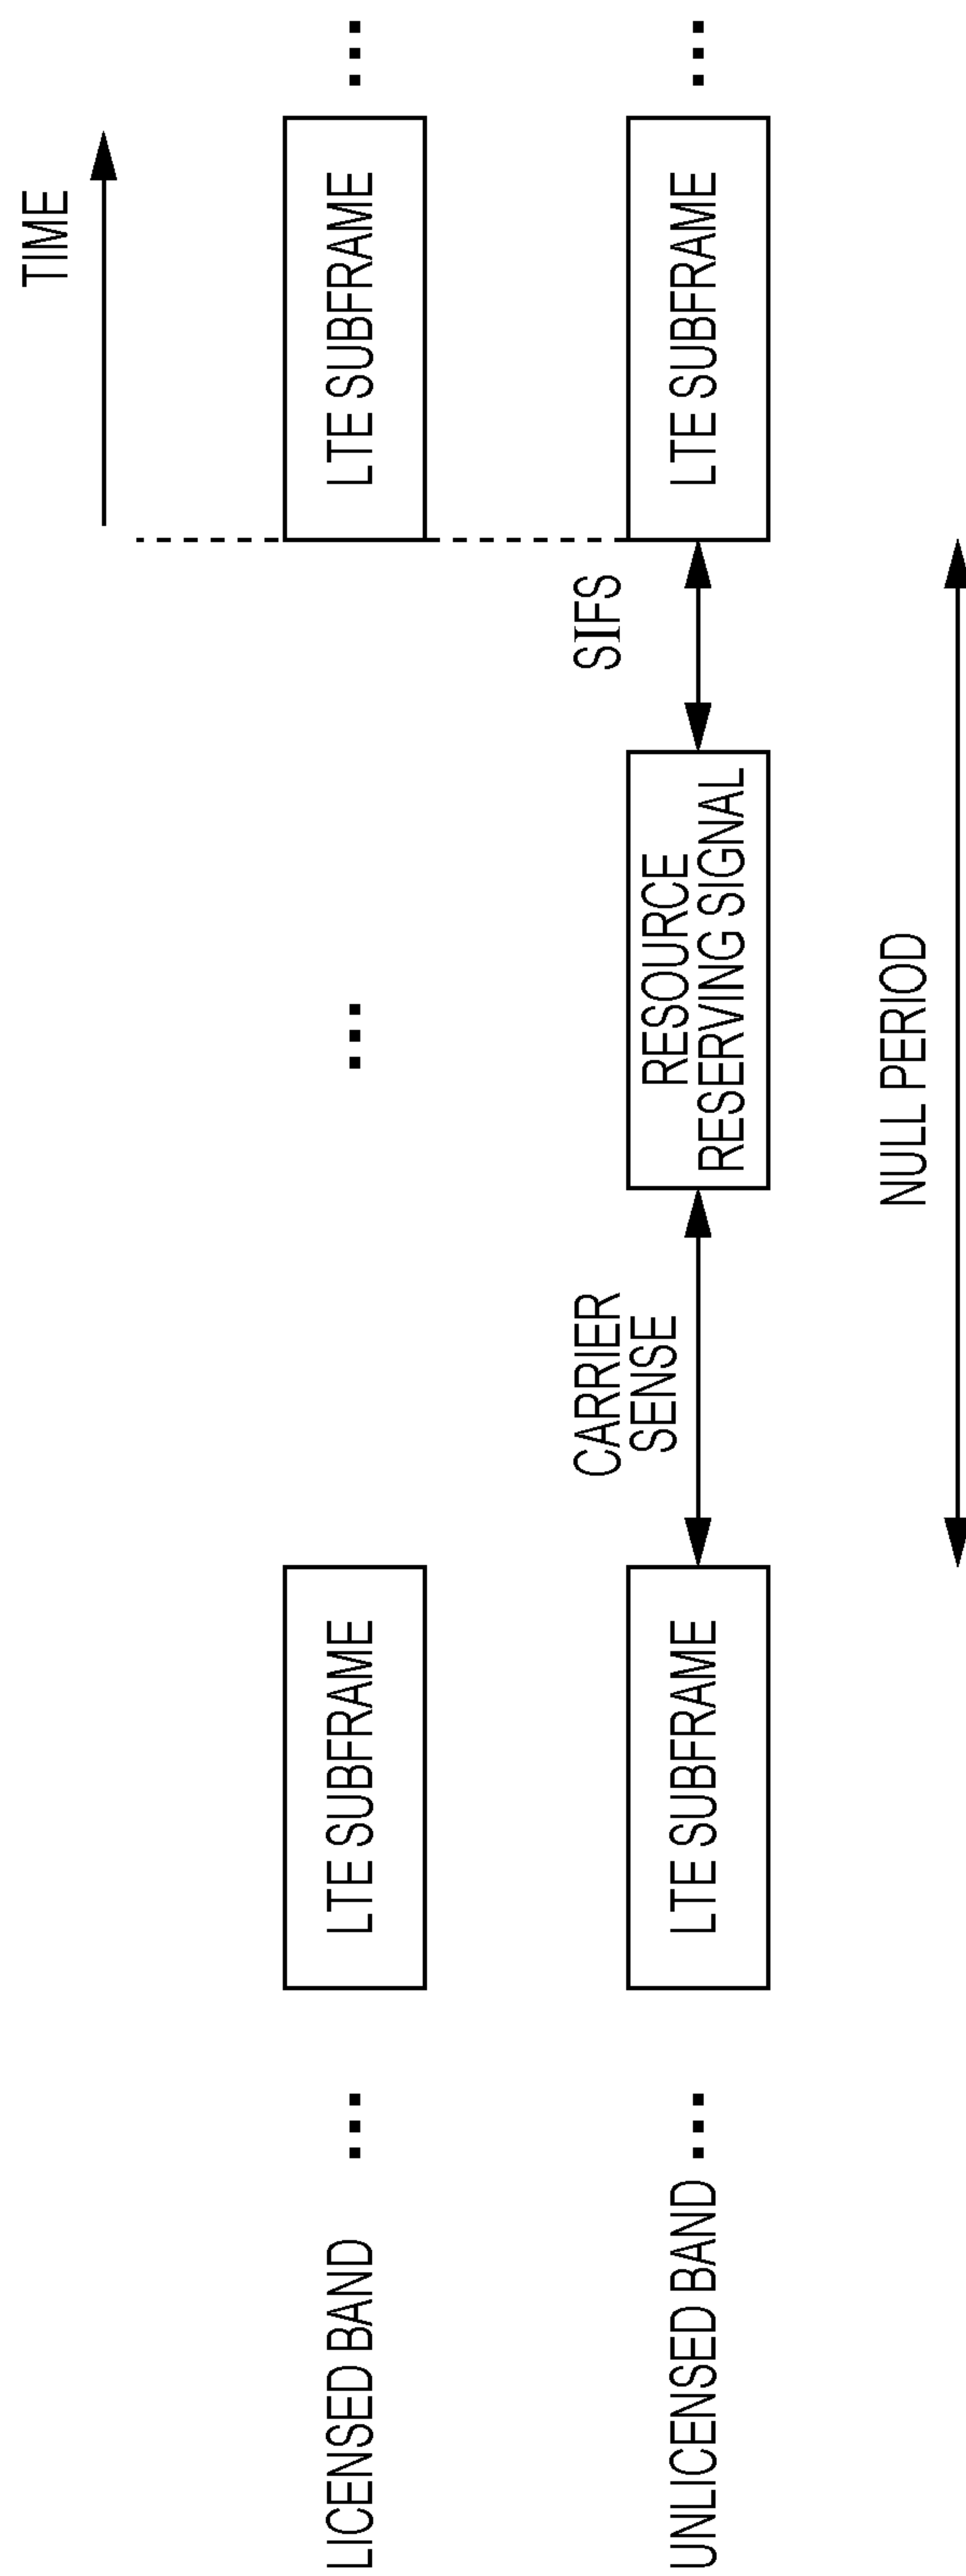 TIME
LICENSED BAND
LTE SUBFRAME
LTE SUBFRAME
CARRIER
SENSE
SIFS
UNLICENSED BAND
LTE SUBFRAME
RESOURCE
RESERVING SIGNAL
LTE SUBFRAME
NULL PERIOD